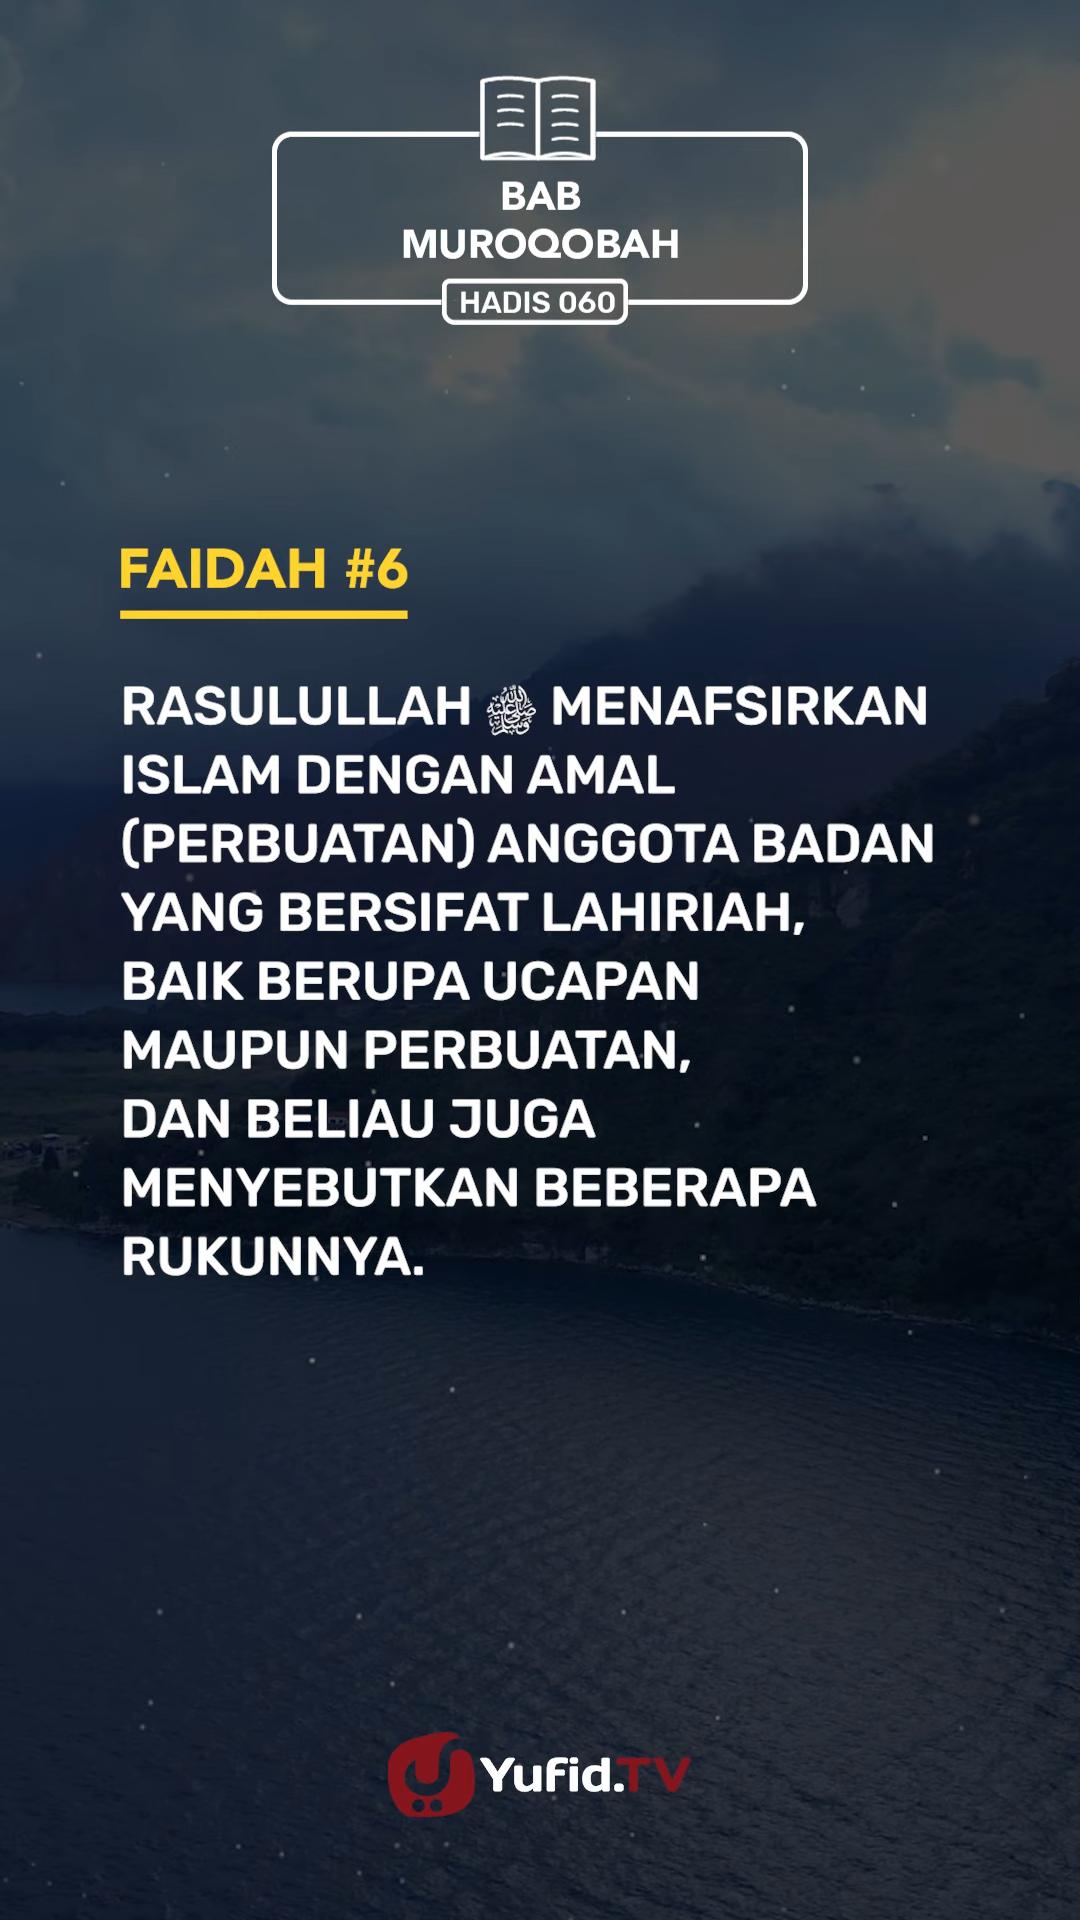 BAB
MUROQOBAH
HADIS 060
FAIDAH #6
RASULULLAH ﷺ MENAFSIRKAN
ISLAM DENGAN AMAL
(PERBUATAN) ANGGOTA BADAN
YANG BERSIFAT LAHIRIAH,
BAIK BERUPA UCAPAN
MAUPUN PERBUATAN,
DAN BELIAU JUGA
MENYEBUTKAN BEBERAPA
RUKUNNYA.
Yufid.TV